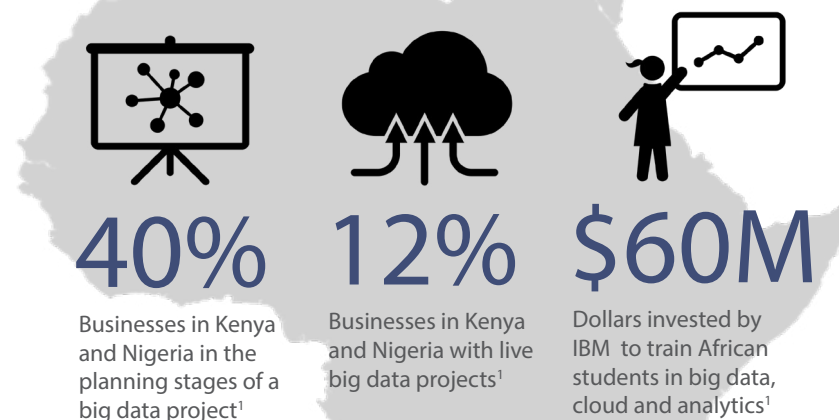 40%
Businesses in Kenya
and Nigeria in the
planning stages of a
big data project¹
12%
Businesses in Kenya
and Nigeria with live
big data projects¹
$60M
Dollars invested by
IBM to train African
students in big data,
cloud and analytics¹